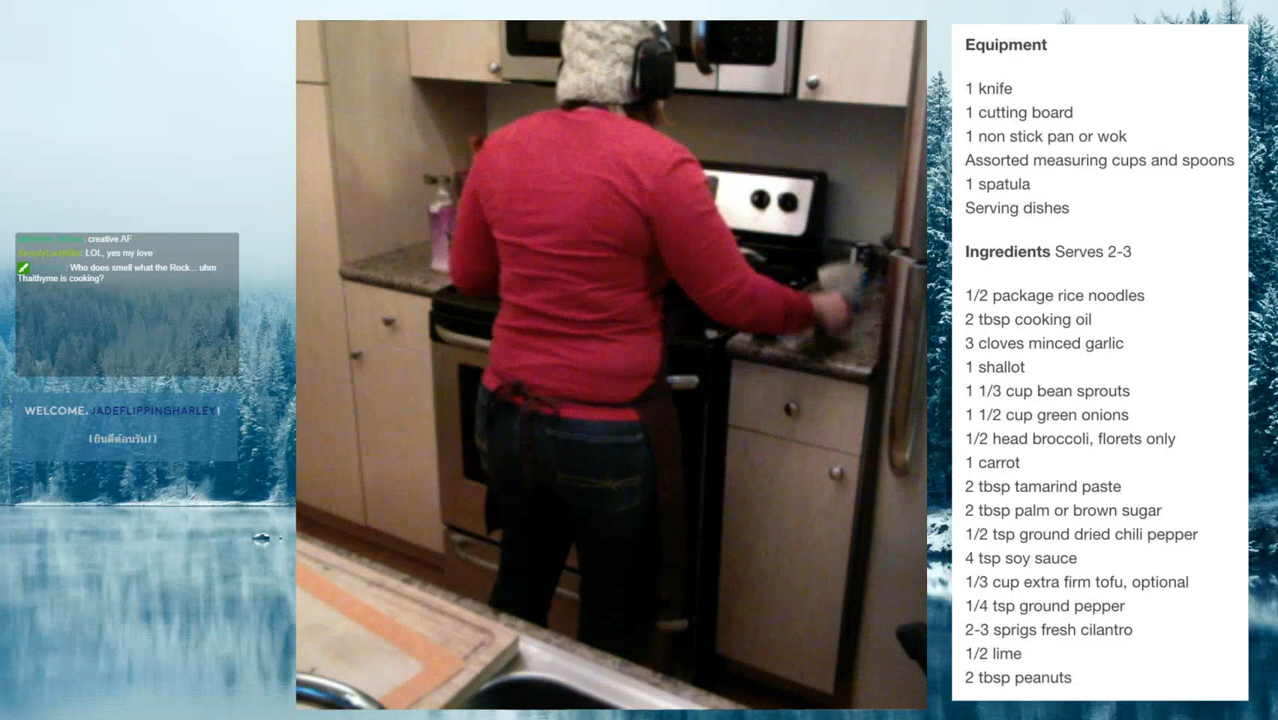 creative AF
SimplyLadyKiki: LOL, yes my love
: Who does smell what the Rock... uhm
Thaithyme is cooking?
WELCOME, JADEFLIPPINGHARLEY!
(ยินดีต้อนรับ!)
Equipment
1 knife
1 cutting board
1 non stick pan or wok
Assorted measuring cups and spoons
1 spatula
Serving dishes
Ingredients Serves 2-3
1/2 package rice noodles
2 tbsp cooking oil
3 cloves minced garlic
1 shallot
1 1/3 cup bean sprouts
1 1/2 cup green onions
1/2 head broccoli, florets only
1 carrot
2 tbsp tamarind paste
2 tbsp palm or brown sugar
1/2 tsp ground dried chili pepper
4 tsp soy sauce
1/3 cup extra firm tofu, optional
1/4 tsp ground pepper
2-3 sprigs fresh cilantro
1/2 lime
2 tbsp peanuts